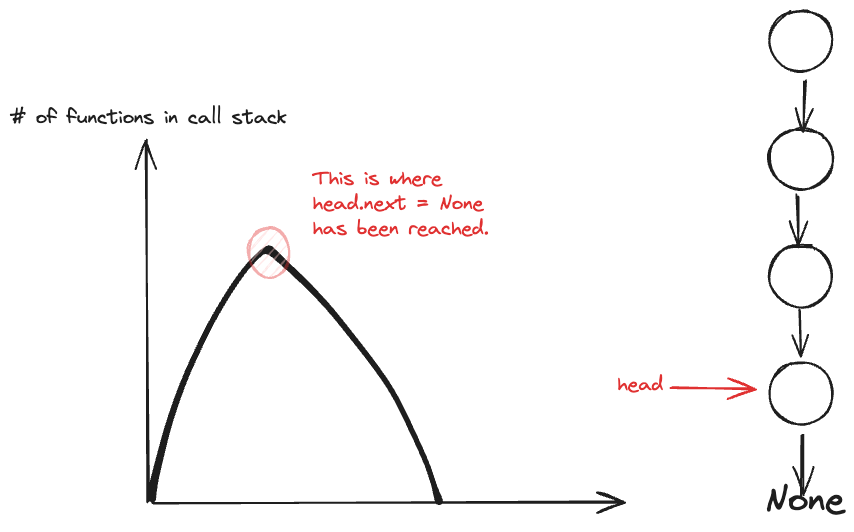 # of functions in call stack
This is where
head.next = None
has been reached.
head
None